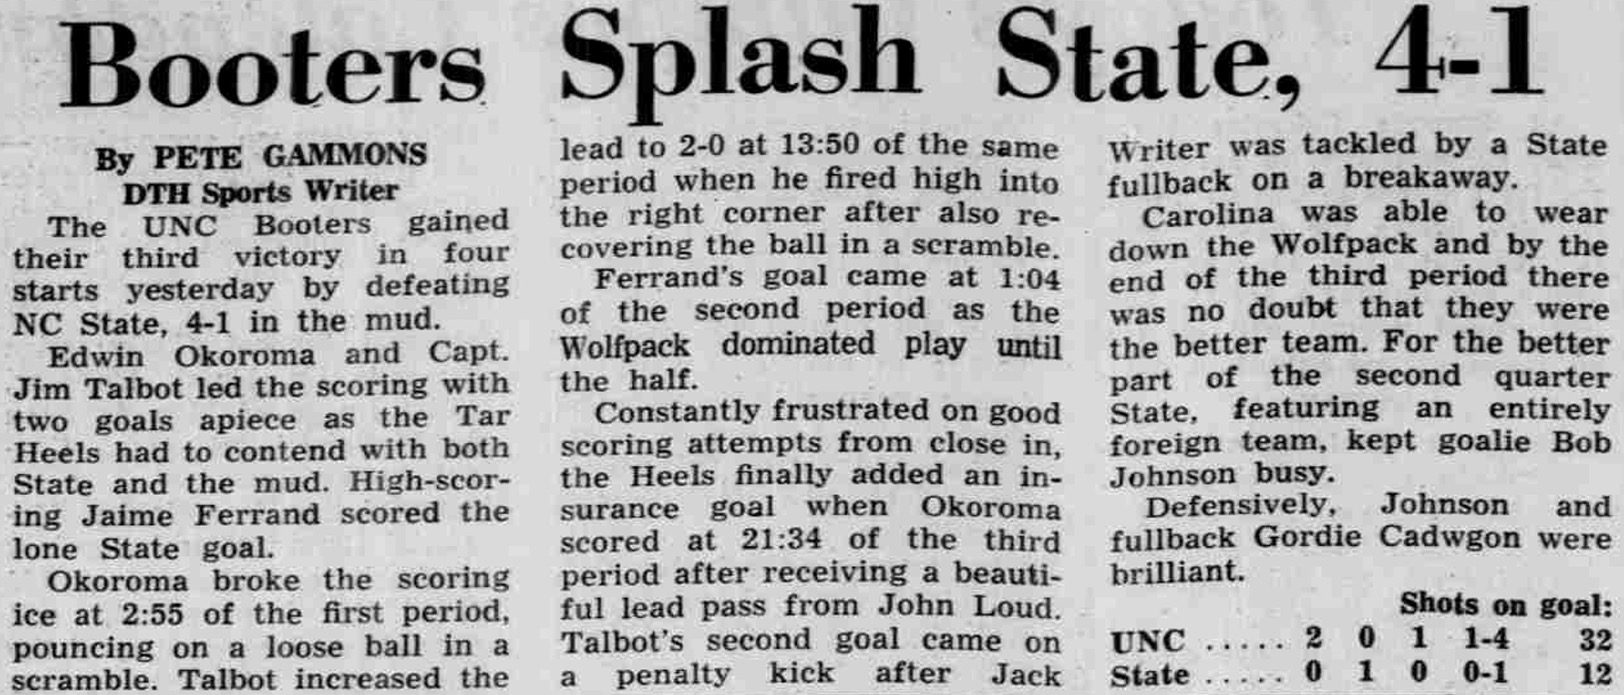 Booters Splash State, 4-1
By PETE GAMMONS
DTH Sports Writer
The UNC Booters gained
their third victory in four
starts yesterday by defeating
NC State, 4-1 in the mud.
Edwin Okoroma and Capt.
Jim Talbot led the scoring with
two goals apiece as the Tar
Heels had to contend with both
State and the mud. High-scor-
ing Jaime Ferrand scored the
lone State goal.
Okoroma broke the scoring
ice at 2:55 of the first period,
pouncing on a loose ball in a
scramble. Talbot increased the
lead to 2-0 at 13:50 of the same
period when he fired high into
the right corner after also re-
covering the ball in a scramble.
Ferrand's goal came at 1:04
of the second period as the
Wolfpack dominated play until
the half.
Constantly frustrated on good
scoring attempts from close in,
the Heels finally added an in-
surance goal when Okoroma
scored at 21:34 of the third
period after receiving a beauti-
ful lead pass from John Loud.
Talbot's second goal came on
a penalty kick after Jack
Writer was tackled by a State
fullback on a breakaway.
Carolina was able to wear
down the Wolfpack and by the
end of the third period there
was no doubt that they were
the better team. For the better
part of the second quarter
State, featuring an entirely
foreign team, kept goalie Bob
Johnson busy.
Defensively, Johnson and
fullback Gordie Cadwgon were
brilliant.
Shots on goal:
UNC ..... 2 0 1 1-4 32
State ..... 0 1 0 0-1 12